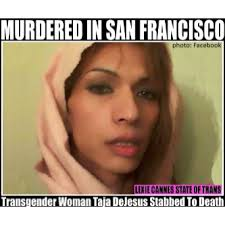 MURDERED IN SAN FRANCISCO
photo: Facebook
LEXIE CANNES STATE OF TRANS
Transgender Woman Taja DeJesus Stabbed To Death